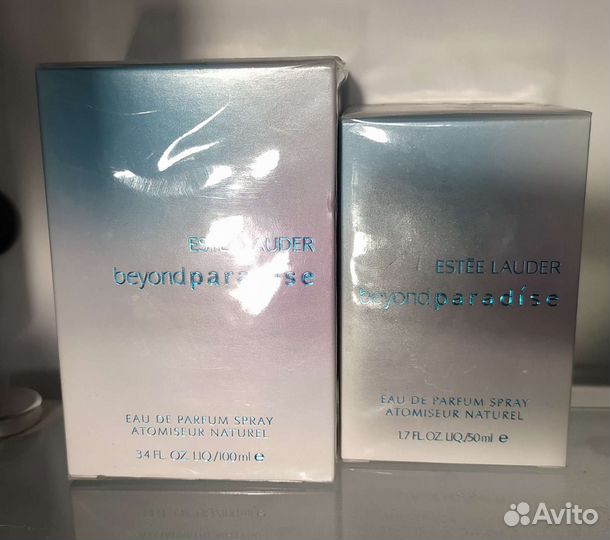 ESTĒE LAUDER
beyondparadise
EAU DE PARFUM SPRAY
ATOMISEUR NATUREL
3.4 FL. OZ. LIQ./100ml e
ESTĒE LAUDER
beyondparadise
EAU DE PARFUM SPRAY
ATOMISEUR NATUREL
1.7 FL. OZ. LIQ./50ml e
Avito